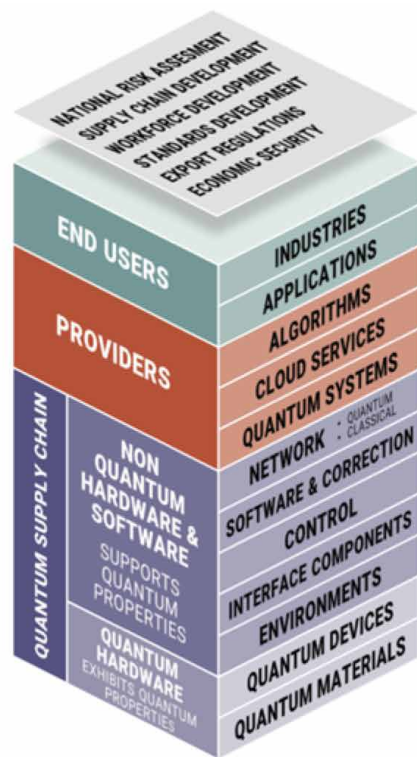 NATIONAL RISK ASSESMENT
SUPPLY CHAIN DEVELOPMENT
WORKFORCE DEVELOPMENT
STANDARDS DEVELOPMENT
EXPORT REGULATIONS
ECONOMIC SECURITY
END USERS
PROVIDERS
QUANTUM SUPPLY CHAIN
NON
QUANTUM
HARDWARE &
SOFTWARE
SUPPORTS
QUANTUM
PROPERTIES
QUANTUM
HARDWARE
EXHIBITS QUANTUM
PROPERTIES
INDUSTRIES
APPLICATIONS
ALGORITHMS
CLOUD SERVICES
QUANTUM SYSTEMS
NETWORK
• QUANTUM
• CLASSICAL
SOFTWARE & CORRECTION
CONTROL
INTERFACE COMPONENTS
ENVIRONMENTS
QUANTUM DEVICES
QUANTUM MATERIALS